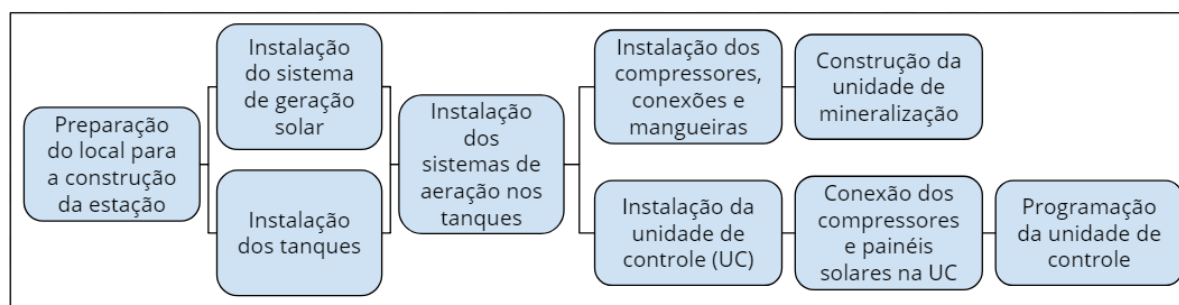 Preparação
do local para
a construção
da estação
Instalação
do sistema
de geração
solar
Instalação
dos tanques
Instalação
dos
sistemas de
aeração nos
tanques
Instalação dos
compressores,
conexões e
mangueiras
Construção da
unidade de
mineralização
Instalação da
unidade de
controle (UC)
Conexão dos
compressores
e painéis
solares na UC
Programação
da unidade de
controle